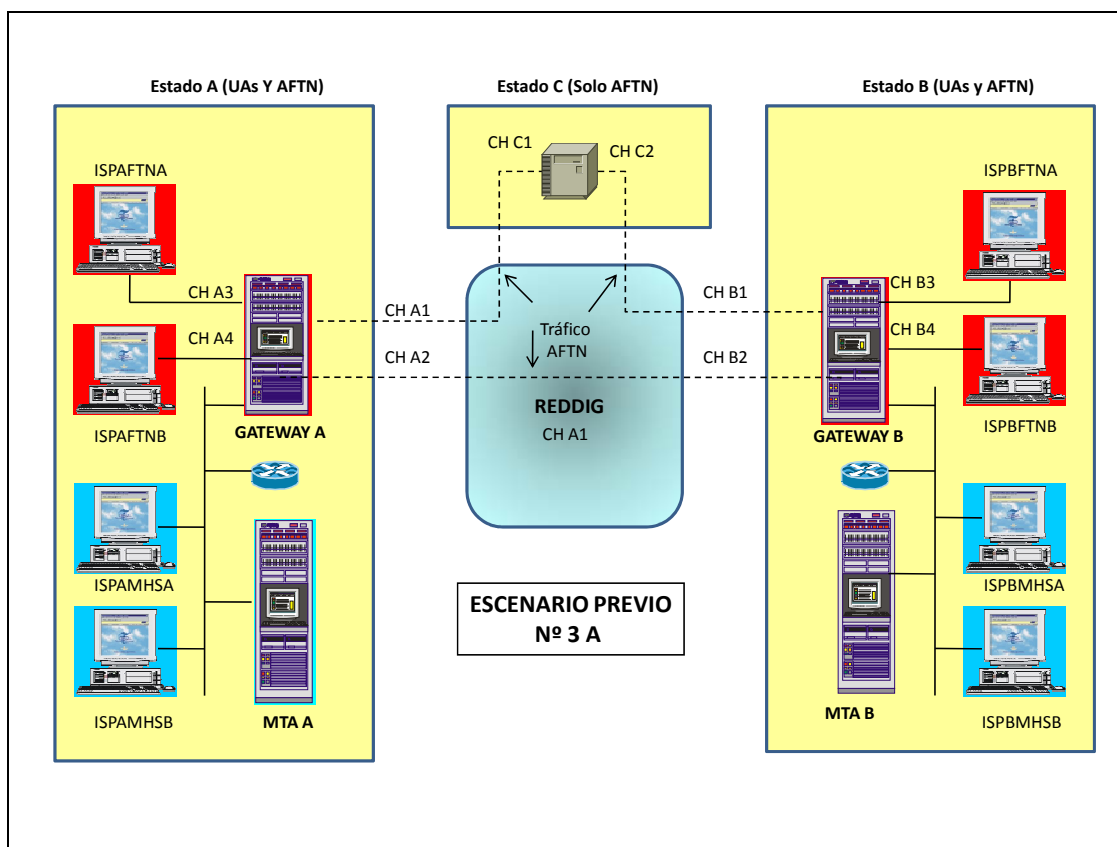 Estado A (UAs Y AFTN)
Estado C (Solo AFTN)
Estado B (UAs y AFTN)
CH C1
CH C2
ISPAFTNA
ISPBFTNA
CH A3
CH A1
CH B1
CH B3
CH A4
Tráfico
AFTN
CH B4
CH A2
CH B2
REDDIG
CH A1
ISPAFTNB
GATEWAY A
GATEWAY B
ISPBFTNB
ISPAMHSA
ISPBMHSA
ESCENARIO PREVIO
Nº 3 A
ISPAMHSB
MTA A
MTA B
ISPBMHSB